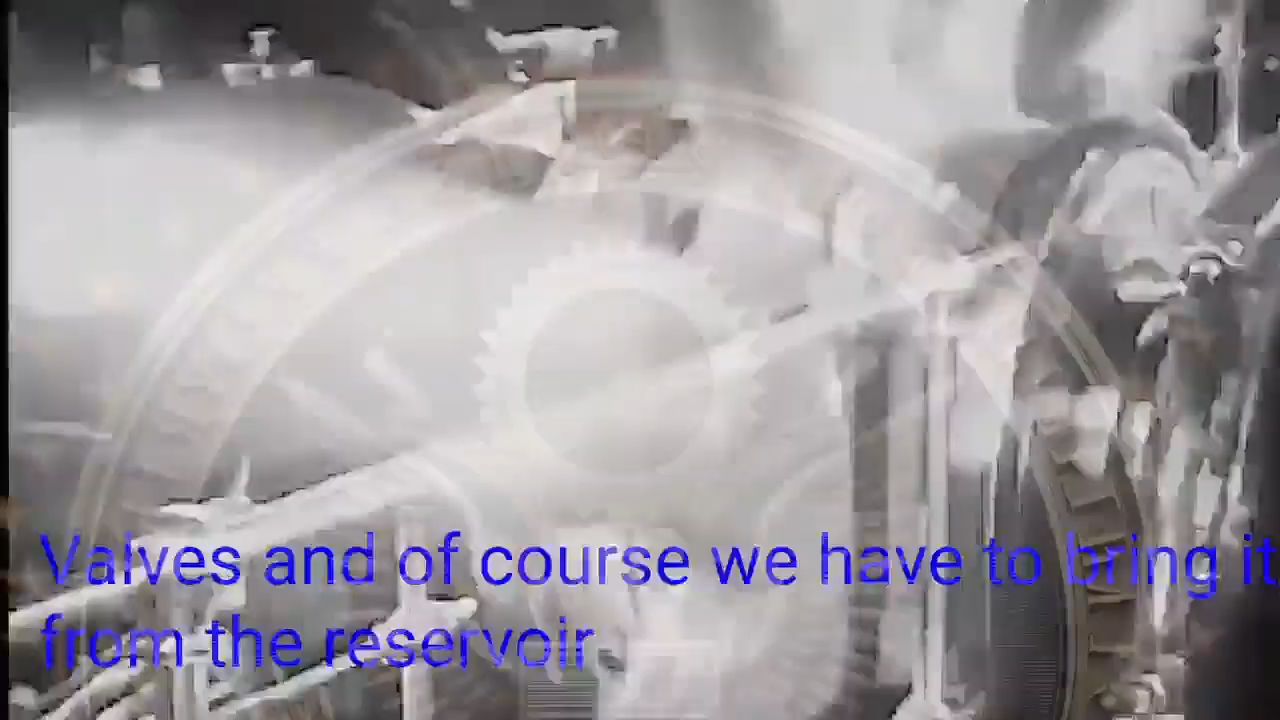 Valves and of course we have to bring it
from the reservoir